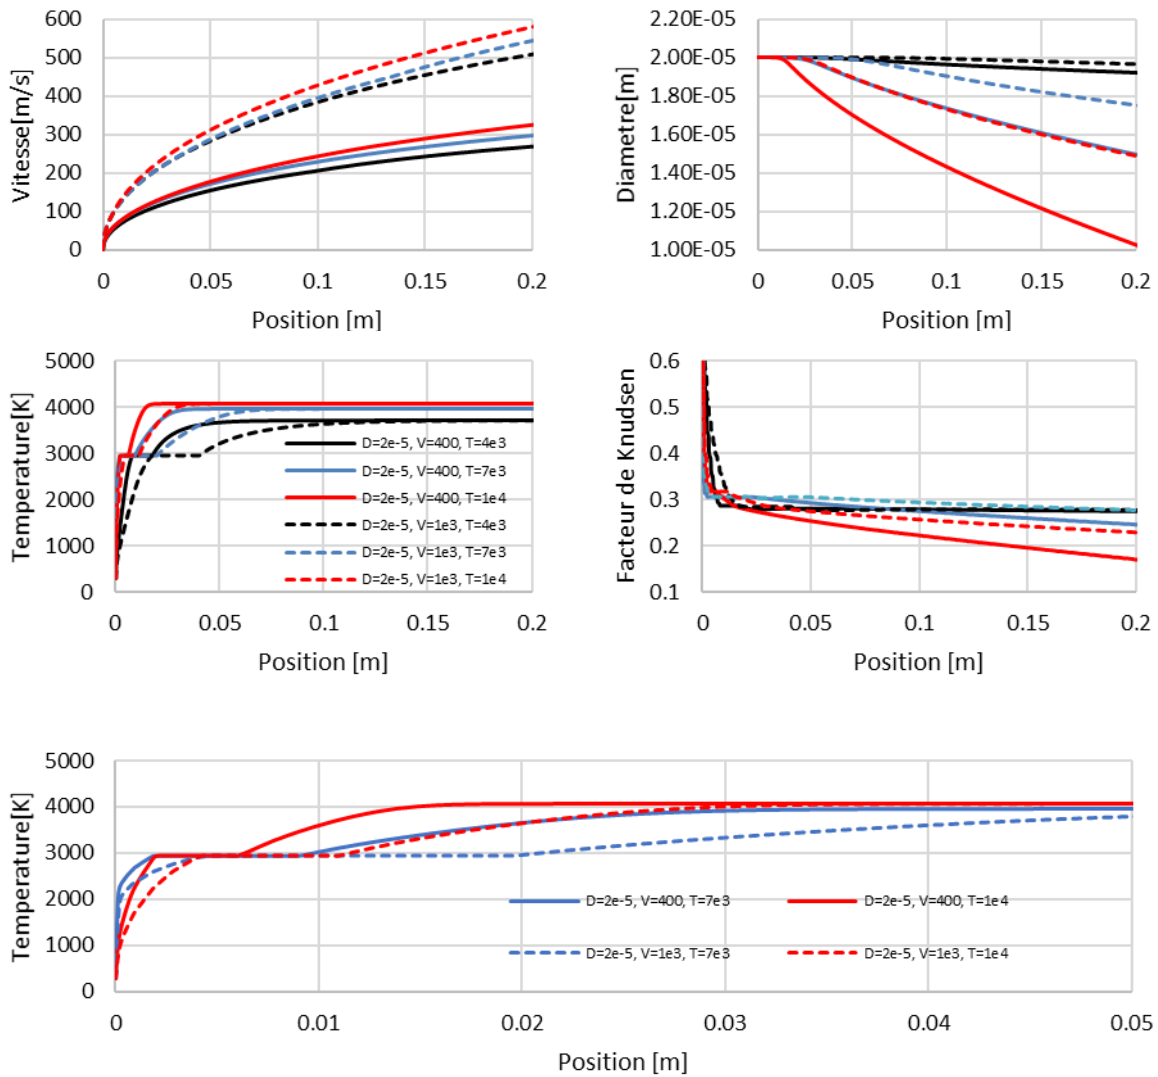 Vitesse[m/s]
600
500
400
300
200
100
0
0 0.05 0.1 0.15 0.2
Position [m]
Diametre[m]
2.20E-05
2.00E-05
1.80E-05
1.60E-05
1.40E-05
1.20E-05
1.00E-05
0 0.05 0.1 0.15 0.2
Position [m]
Temperature[K]
5000
4000
3000
2000
1000
0
D=2e-5, V=400, T=4e3
D=2e-5, V=400, T=7e3
D=2e-5, V=400, T=1e4
D=2e-5, V=1e3, T=4e3
D=2e-5, V=1e3, T=7e3
D=2e-5, V=1e3, T=1e4
0 0.05 0.1 0.15 0.2
Position [m]
Facteur de Knudsen
0.6
0.5
0.4
0.3
0.2
0.1
0 0.05 0.1 0.15 0.2
Position [m]
Temperature[K]
5000
4000
3000
2000
1000
0
D=2e-5, V=400, T=7e3
D=2e-5, V=400, T=1e4
D=2e-5, V=1e3, T=7e3
D=2e-5, V=1e3, T=1e4
0 0.01 0.02 0.03 0.04 0.05
Position [m]